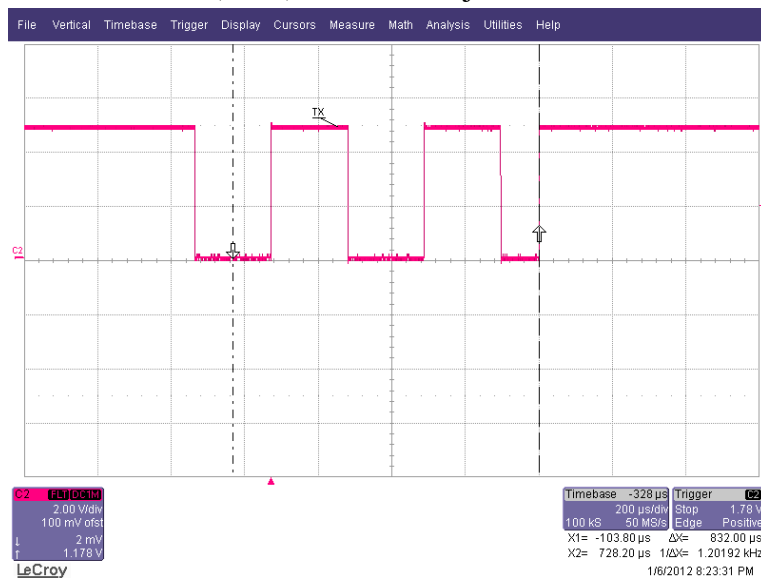 File Vertical Timebase Trigger Display Cursors Measure Math Analysis Utilities Help
TX
C2
C2 FLT DC1M
2.00 V/div
100 mV ofst
↓ 2 mV
↑ 1.178 V
Timebase -328 µs
200 µs/div
100 kS 50 MS/s
Trigger C2
Stop 1.78 V
Edge Positive
X1= -103.80 µs ΔX= 832.00 µs
X2= 728.20 µs 1/ΔX= 1.20192 kHz
LeCroy
1/6/2012 8:23:31 PM